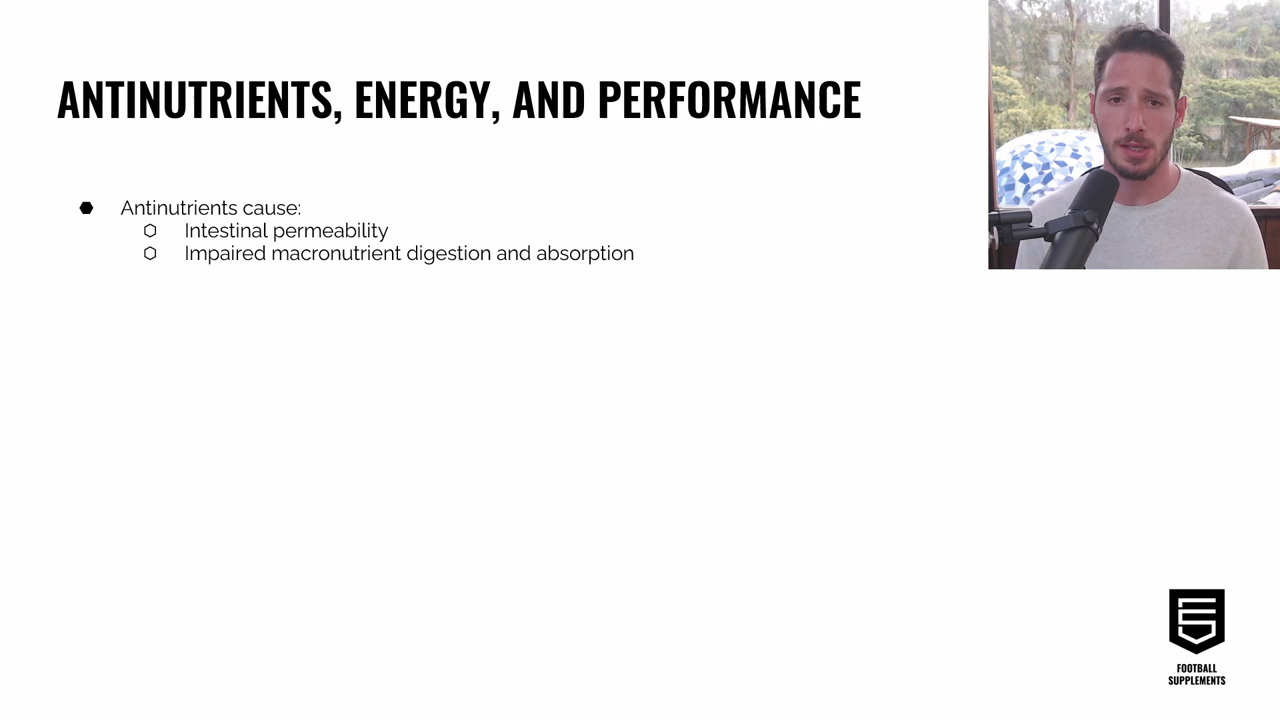 ANTINUTRIENTS, ENERGY, AND PERFORMANCE
Antinutrients cause:
Intestinal permeability
Impaired macronutrient digestion and absorption
FOOTBALL
SUPPLEMENTS